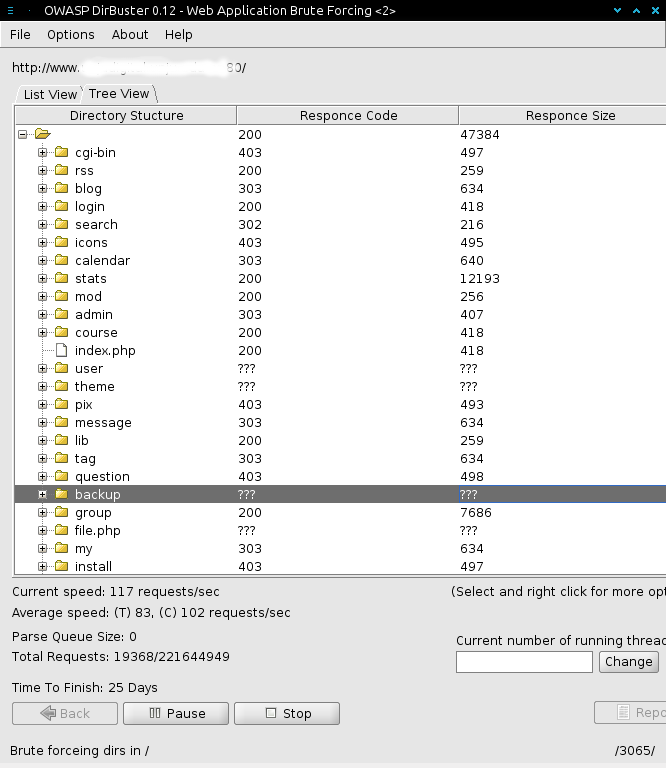 OWASP DirBuster 0.12 - Web Application Brute Forcing <2>
File Options About Help
http://www. 80/
List View Tree View
Directory Stucture Responce Code Responce Size
200 47384
cgi-bin 403 497
rss 200 259
blog 303 634
login 200 418
search 302 216
icons 403 495
calendar 303 640
stats 200 12193
mod 200 256
admin 303 407
course 200 418
index.php 200 418
user ??? ???
theme ??? ???
pix 403 493
message 303 634
lib 200 259
tag 303 634
question 403 498
backup ??? ???
group 200 7686
file.php ??? ???
my 303 634
install 403 497
Current speed: 117 requests/sec (Select and right click for more opt
Average speed: (T) 83, (C) 102 requests/sec
Parse Queue Size: 0
Current number of running thread
Total Requests: 19368/221644949
Change
Time To Finish: 25 Days
Back Pause Stop Repo
Brute forceing dirs in / /3065/